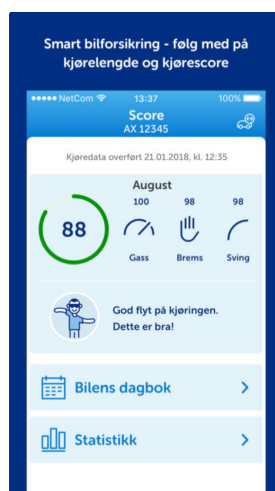 Smart bilforsikring - følg med på
kjørelengde og kjørescore
NetCom 13:37 100%
Score
AX 12345
Kjøredata overført 21.01.2018, kl. 12:35
August
88
100 98 98
Gass Brems Sving
God flyt på kjøringen.
Dette er bra!
Bilens dagbok
Statistikk